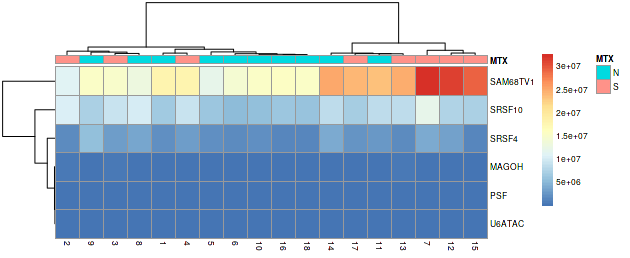 MTX
MTX
SAM68TV1
SRSF10
SRSF4
MAGOH
PSF
U6ATAC
2 9 3 8 1 4 5 6 10 16 18 14 17 11 13 7 12 15
3e+07
2.5e+07
2e+07
1.5e+07
1e+07
5e+06
N
S